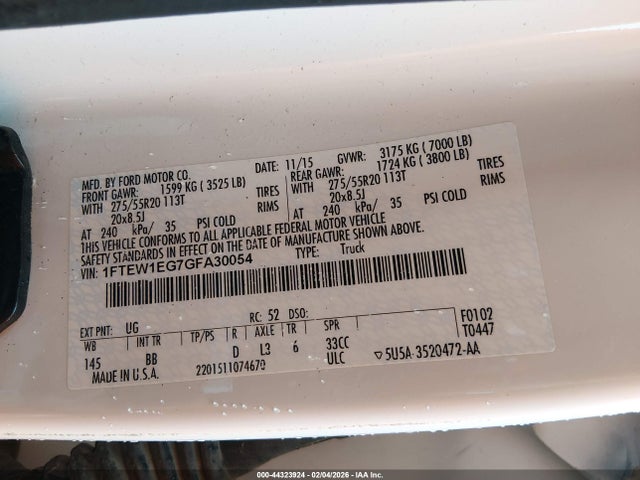 MFD. BY FORD MOTOR CO.
DATE: 11/15 GVWR: 3175 KG ( 7000 LB)
FRONT GAWR: 1599 KG ( 3525 LB) REAR GAWR: 1724 KG ( 3800 LB)
WITH 275/55R20 113T TIRES WITH 275/55R20 113T TIRES
20x8.5J RIMS 20x8.5J RIMS
AT 240 kPa/ 35 PSI COLD AT 240 kPa/ 35 PSI COLD
THIS VEHICLE CONFORMS TO ALL APPLICABLE FEDERAL MOTOR VEHICLE
SAFETY STANDARDS IN EFFECT ON THE DATE OF MANUFACTURE SHOWN ABOVE.
VIN: 1FTEW1EG7GFA30054 TYPE: Truck
EXT PNT: UG RC: 52 DSO: F0102
WB INT TR TP/PS R AXLE TR SPR T0447
145 BB D L3 6 33CC
MADE IN U.S.A. 2201511074670 ULC ▽5U5A-3520472-AA
000-44323924 | 02/04/2026 | IAA Inc.